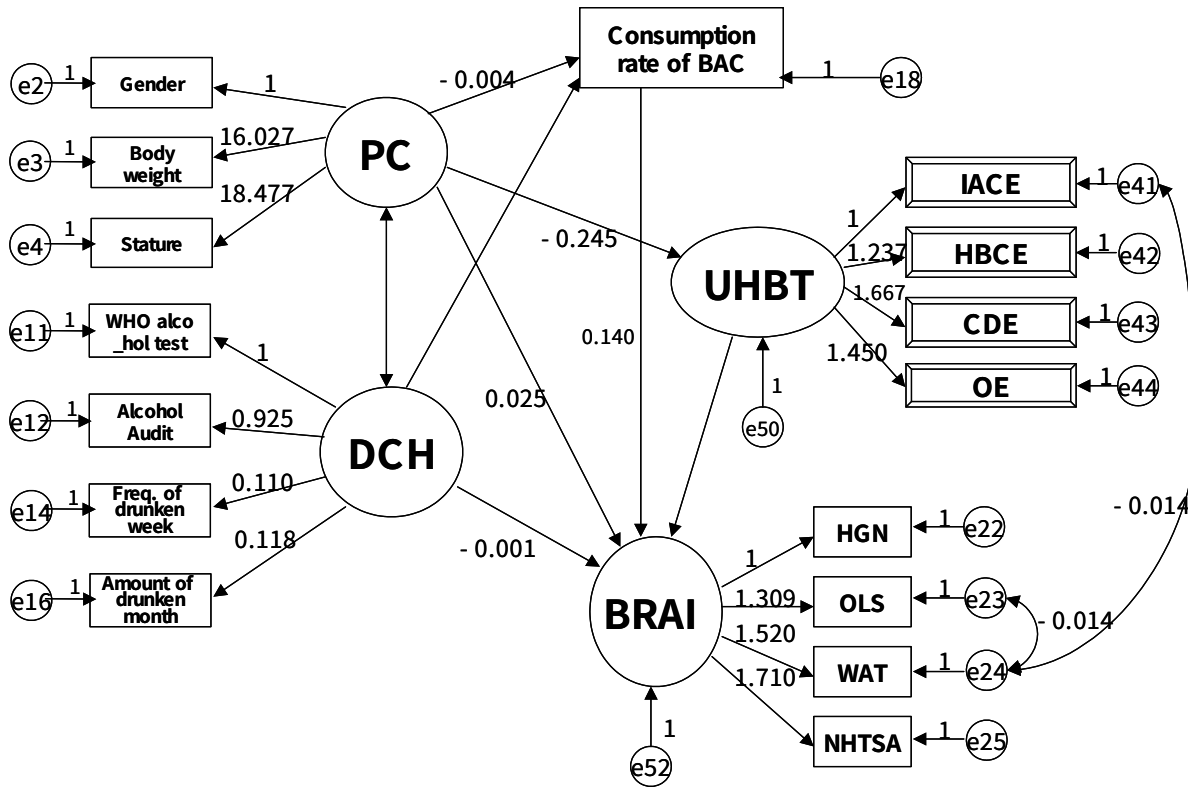 Consumption
rate of BAC
1
e18
- 0.004
e2
1
Gender
1
e3
1
Body
weight
16.027
e4
1
Stature
18.477
PC
- 0.245
0.025
0.140
UHBT
1
e50
1
IACE
1
e41
1.237
HBCE
1
e42
1.667
CDE
1
e43
1.450
OE
1
e44
e11
1
WHO alco
_hol test
1
e12
1
Alcohol
Audit
0.925
e14
1
Freq. of
drunken
week
0.110
e16
1
Amount of
drunken
month
0.118
DCH
- 0.001
BRAI
1
e52
1
HGN
1
e22
1.309
OLS
1
e23
1.520
WAT
1
e24
1.710
NHTSA
1
e25
- 0.014
- 0.014